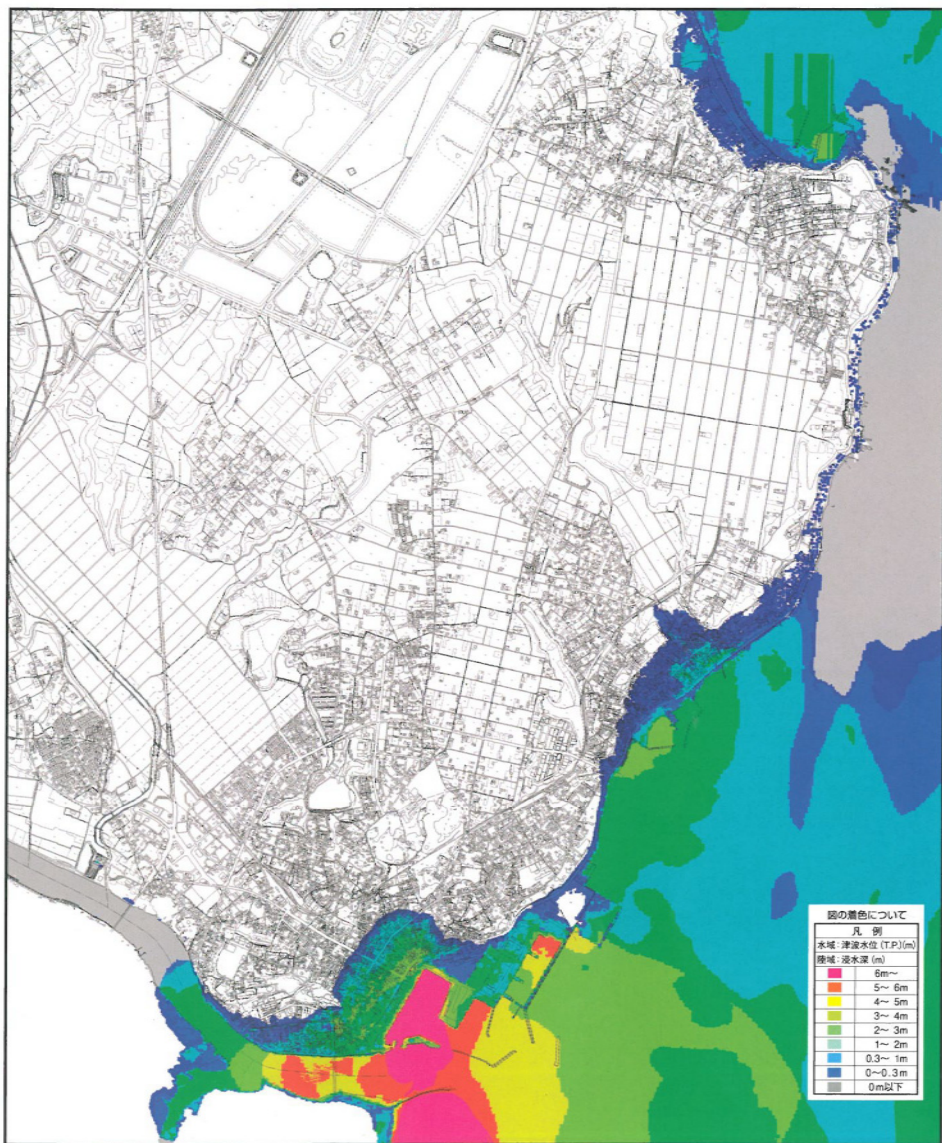 図の着色について
凡 例
水域:津波水位(T.P.)(m)
陸域:浸水深(m)
6m~
5~ 6m
4~ 5m
3~ 4m
2~ 3m
1~ 2m
0.3~ 1m
0~0.3m
0m以下